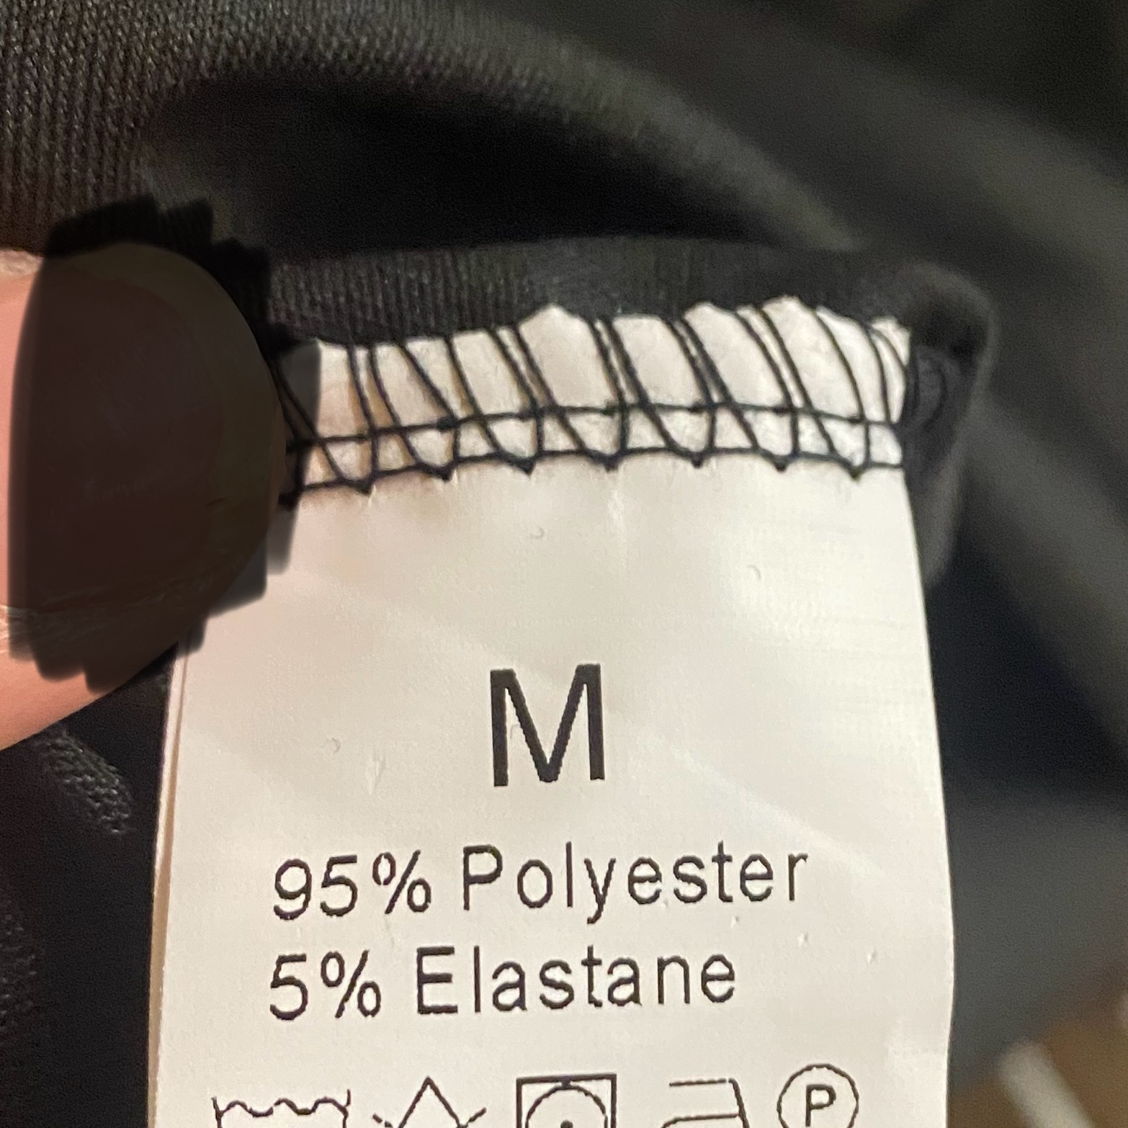 M
95% Polyester
5% Elastane
P